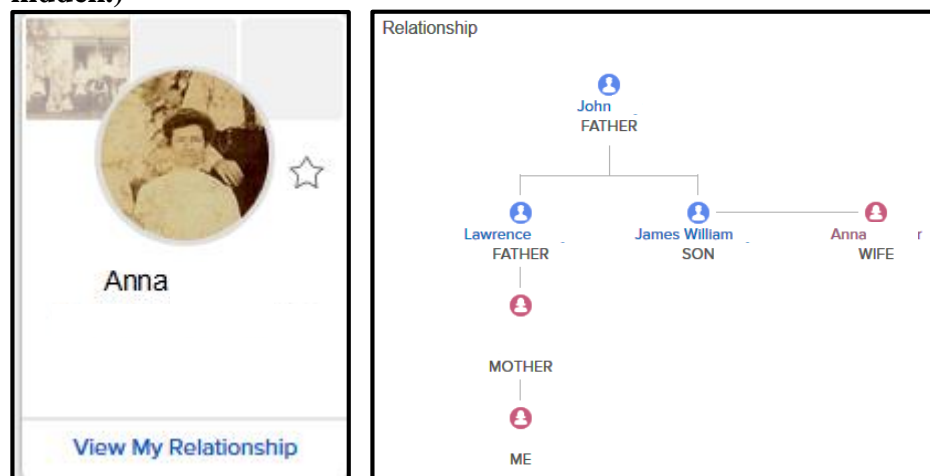 Anna
View My Relationship
Relationship
John
FATHER
Lawrence
James William
Anna r
FATHER
SON
WIFE
MOTHER
ME